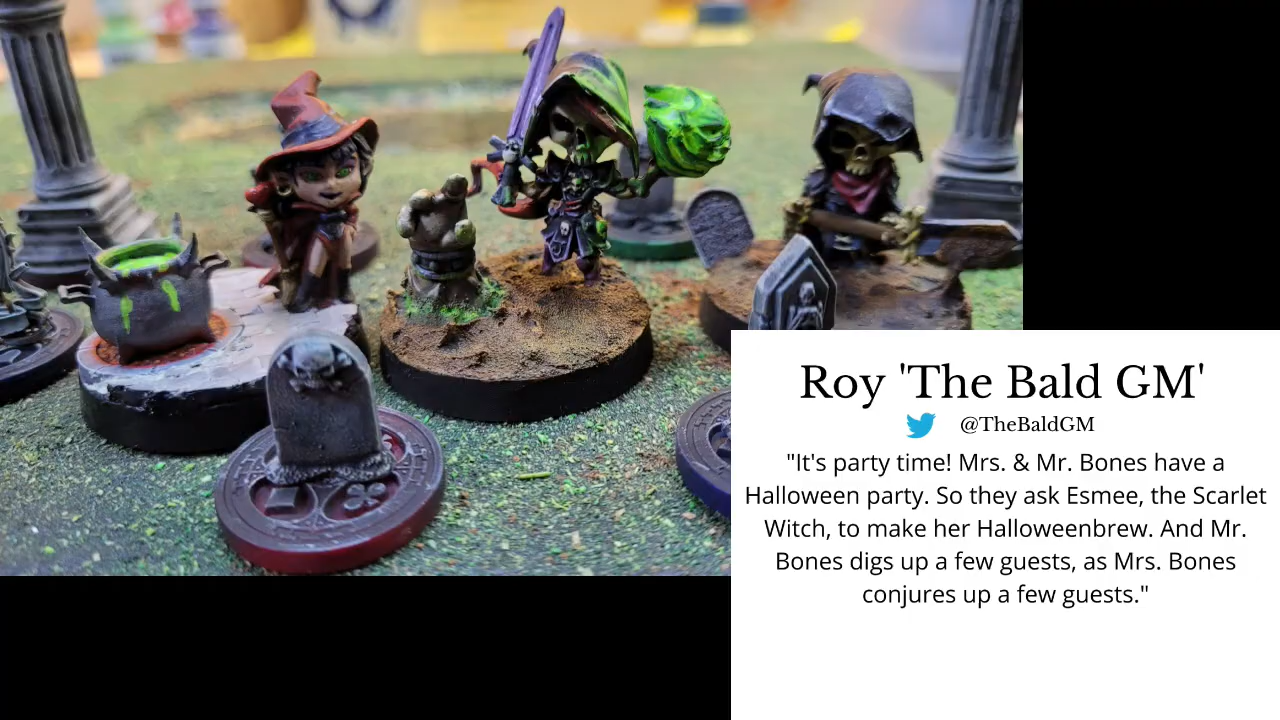 Roy 'The Bald GM'
@TheBaldGM
"It's party time! Mrs. & Mr. Bones have a
Halloween party. So they ask Esmee, the Scarlet
Witch, to make her Halloweenbrew. And Mr.
Bones digs up a few guests, as Mrs. Bones
conjures up a few guests."